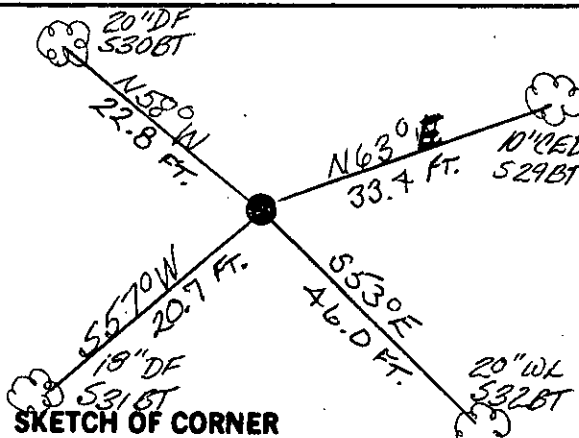 20"DF
S30BT
N58°W
22.8 FT.
N63°E
33.4 FT.
10"CED
S29BT
S57°W
20.7 FT.
18"DF
S31BT
S53°E
46.0 FT.
20"WL
S32BT
SKETCH OF CORNER